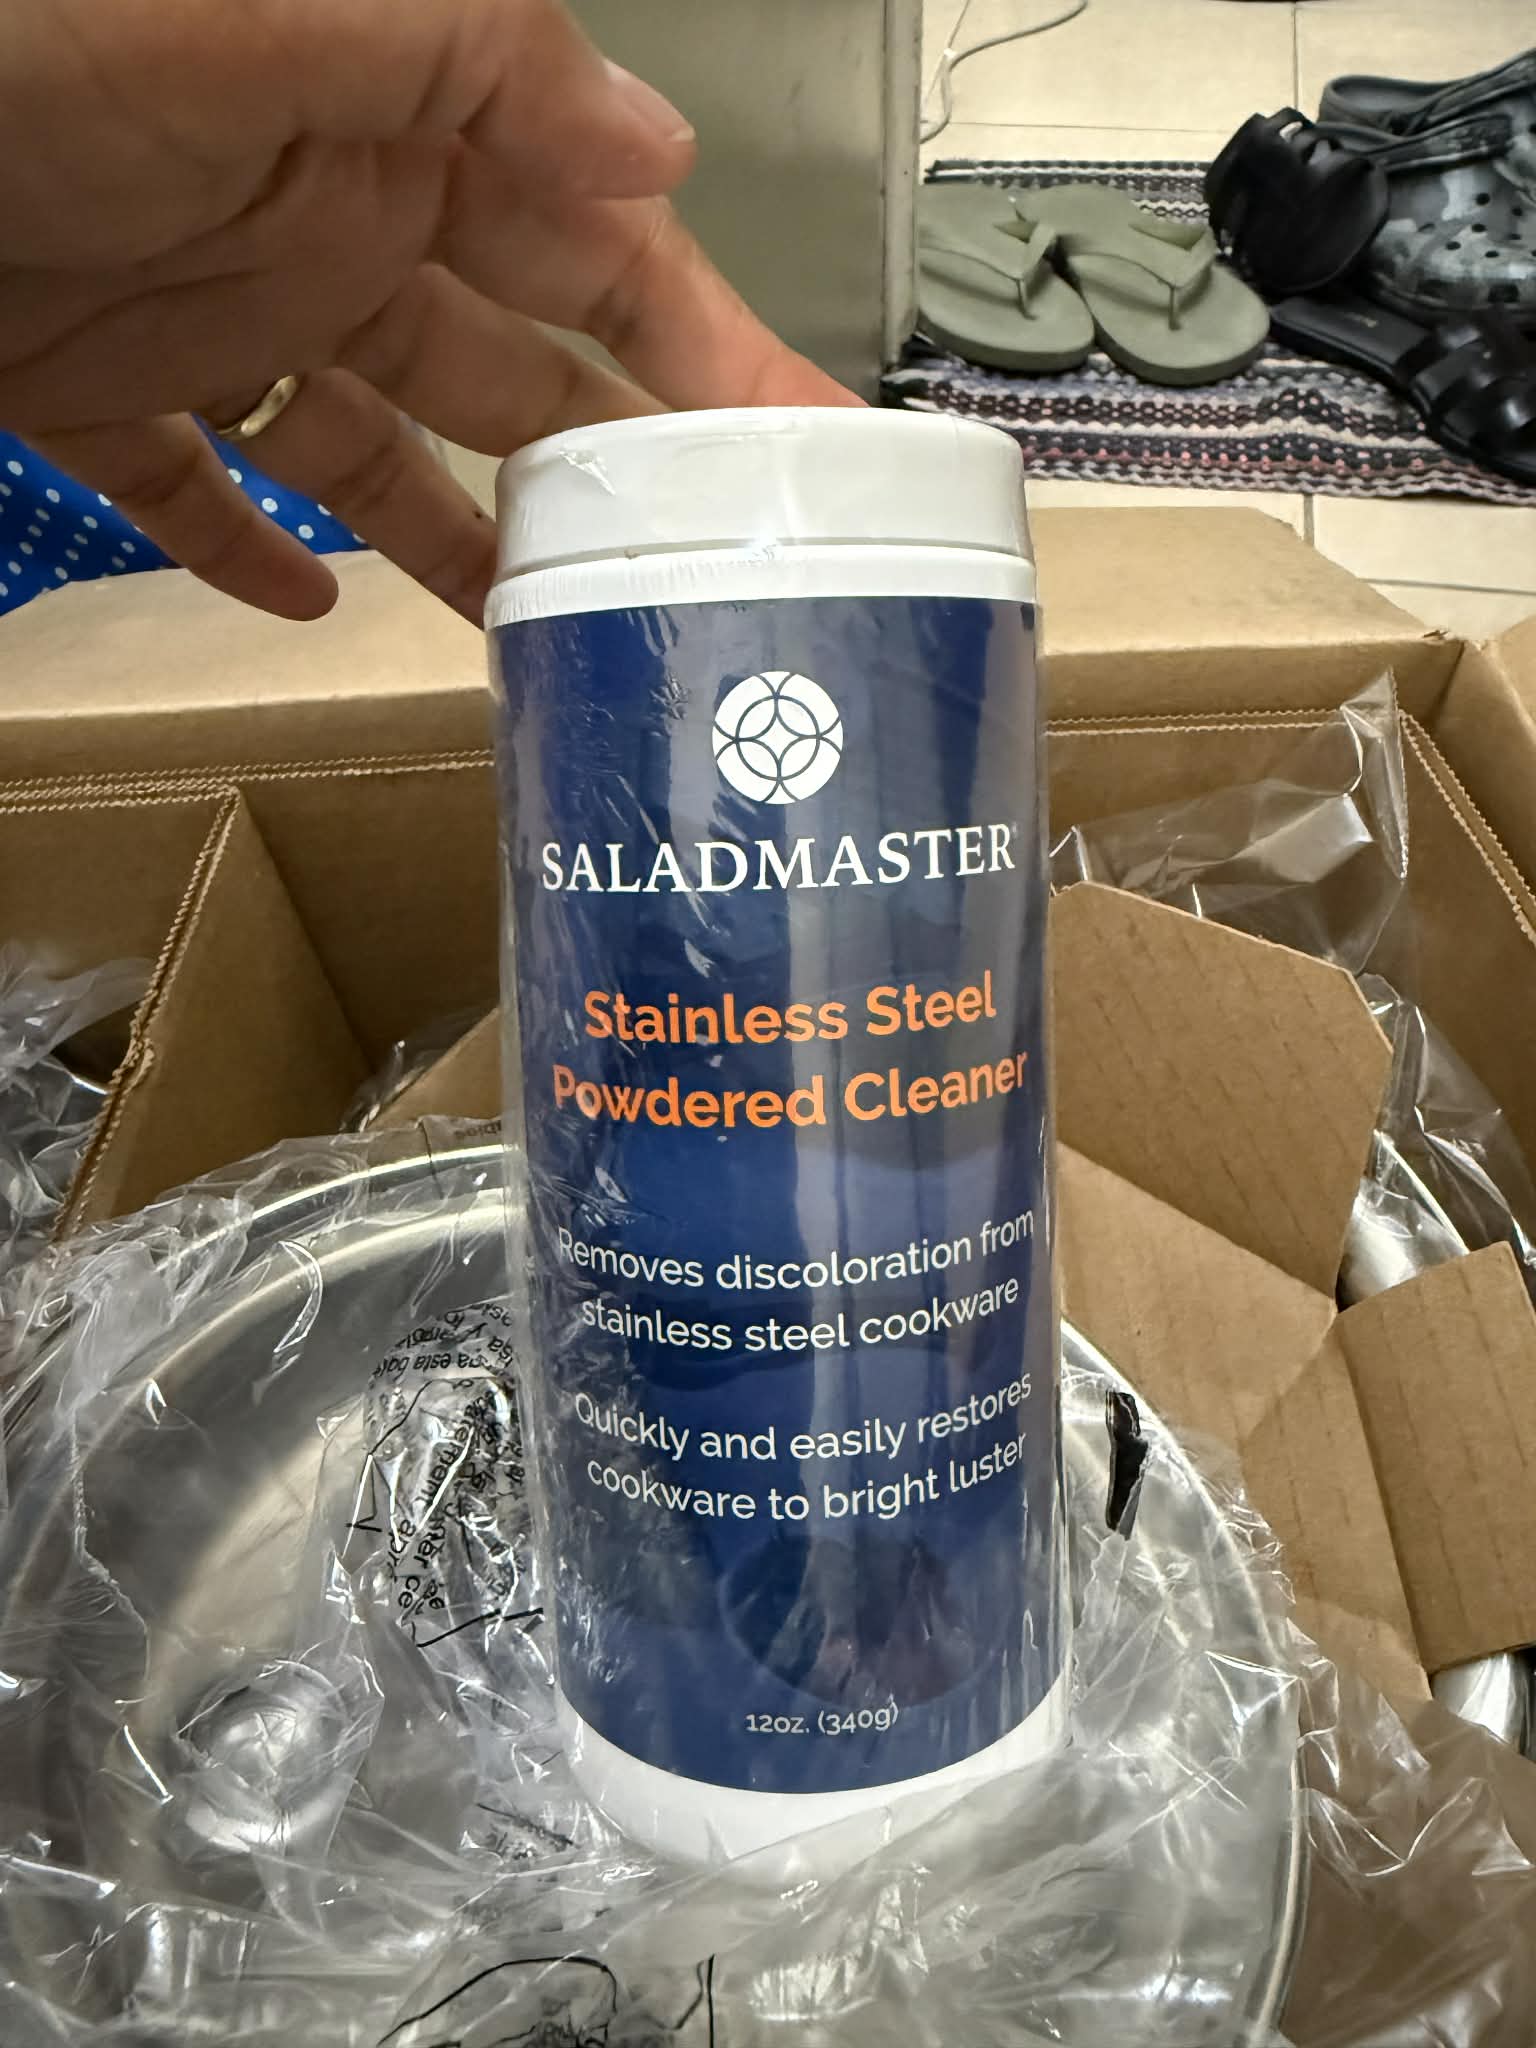 SALADMASTER
Stainless Steel
Powdered Cleaner
Removes discoloration from
stainless steel cookware
Quickly and easily restores
cookware to bright luster
12oz. (340g)